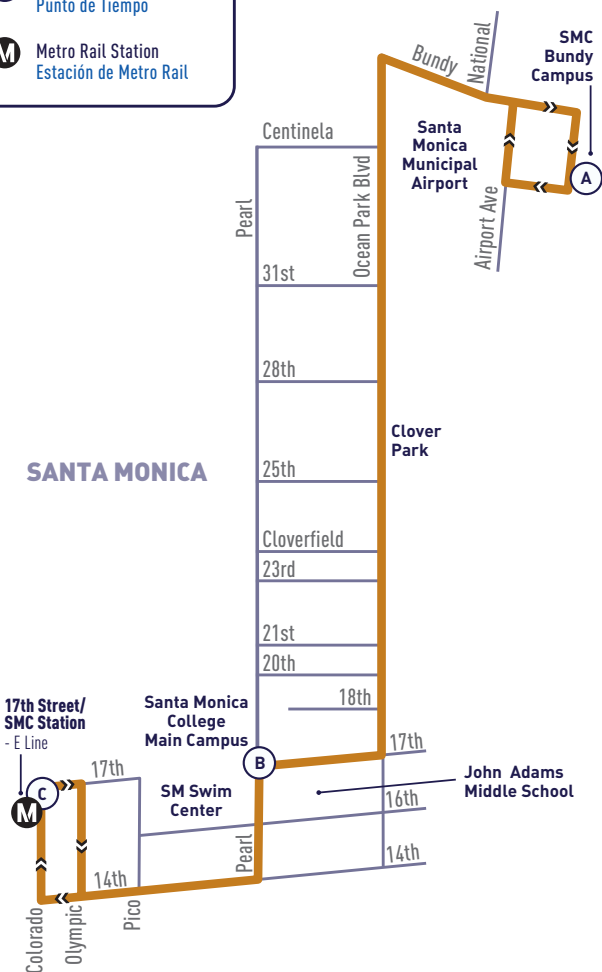 Punto de Tiempo
M
Metro Rail Station
Estación de Metro Rail
Bundy
National
SMC
Bundy
Campus
Centinela
Santa
Monica
Municipal
Airport
A
Pearl
Ocean Park Blvd
Airport Ave
31st
28th
Clover
Park
SANTA MONICA
25th
Cloverfield
23rd
21st
20th
18th
17th Street/
SMC Station
- E Line
Santa Monica
College
Main Campus
17th
B
17th
C
M
SM Swim
Center
John Adams
Middle School
16th
Pearl
14th
14th
Colorado
Olympic
Pico